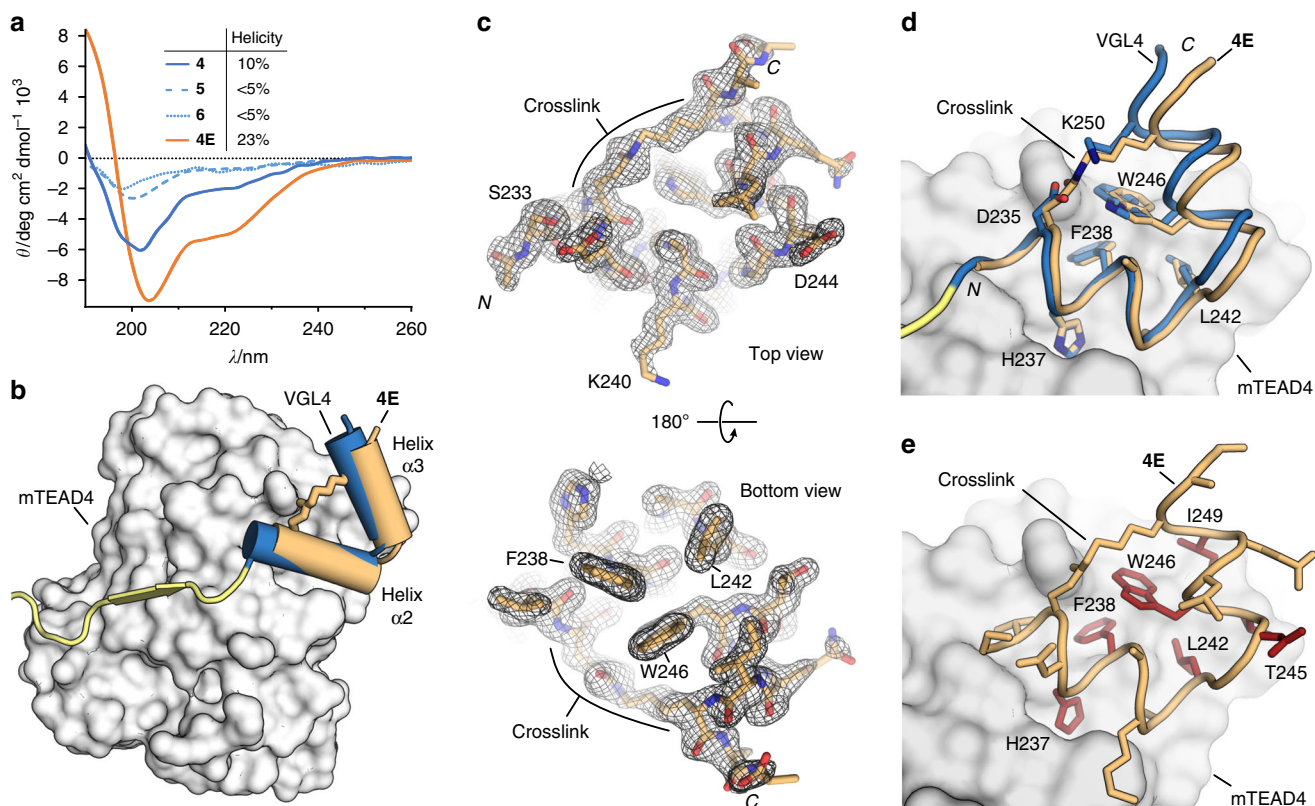 a
θ/deg cm² dmol⁻¹ 10³
8
6
4
2
0
−2
−4
−6
−8
200
220
240
260
λ/nm
Helicity
4 10%
5 <5%
6 <5%
4E 23%
b
VGL4
4E
Helix
α3
mTEAD4
Helix
α2
c
C
Crosslink
S233
N
D244
K240
Top view
180°
Bottom view
F238
L242
W246
Crosslink
C
d
VGL4
C
4E
Crosslink
K250
W246
D235
F238
N
L242
H237
mTEAD4
e
4E
Crosslink
I249
W246
F238
L242
T245
H237
mTEAD4